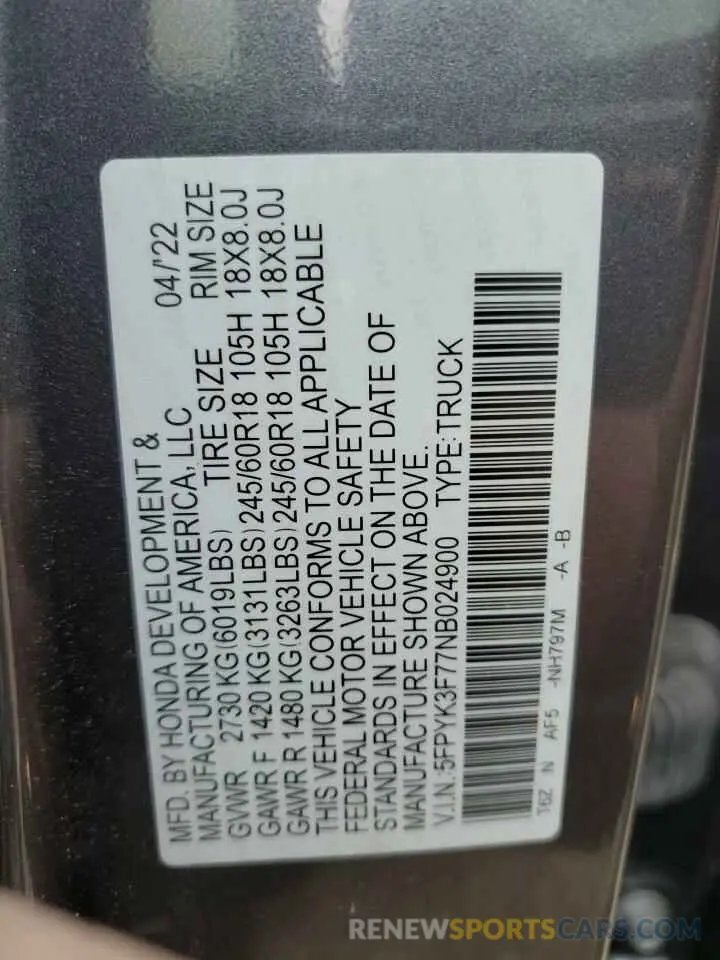 MFD. BY HONDA DEVELOPMENT &
MANUFACTURING OF AMERICA, LLC 04/'22
GVWR 2730 KG (6019LBS) TIRE SIZE RIM SIZE
GAWR F 1420 KG (3131LBS) 245/60R18 105H 18X8.0J
GAWR R 1480 KG (3263LBS) 245/60R18 105H 18X8.0J
THIS VEHICLE CONFORMS TO ALL APPLICABLE
FEDERAL MOTOR VEHICLE SAFETY
STANDARDS IN EFFECT ON THE DATE OF
MANUFACTURE SHOWN ABOVE.
V.I.N.: 5FPYK3F77NB024900 TYPE: TRUCK
T6Z N AF5 -NH797M -A -B
RENEWSPORTSCARS.COM